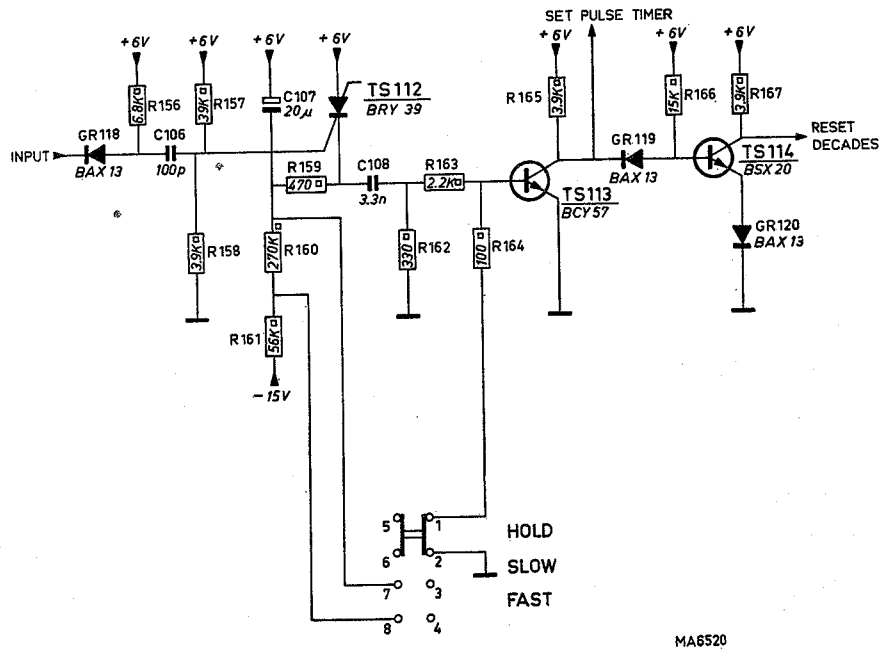 SET PULSE TIMER
+6V
+6V
+6V
+6V
+6V
+6V
+6V
6.8K
R156
39K
R157
C107
20µ
TS112
BRY 39
R165
3.9K
15K
R166
3.9K
R167
GR118
C106
INPUT
BAX 13
100p
GR119
BAX 13
RESET
DECADES
TS114
BSX 20
R159
470
C108
3.3n
R163
2.2K
TS113
BCY 57
3.9K
R158
270K
R160
330
R162
100
R164
GR120
BAX 13
R161
56K
-15V
5
1
HOLD
6
2
SLOW
7
3
FAST
8
4
MA6520